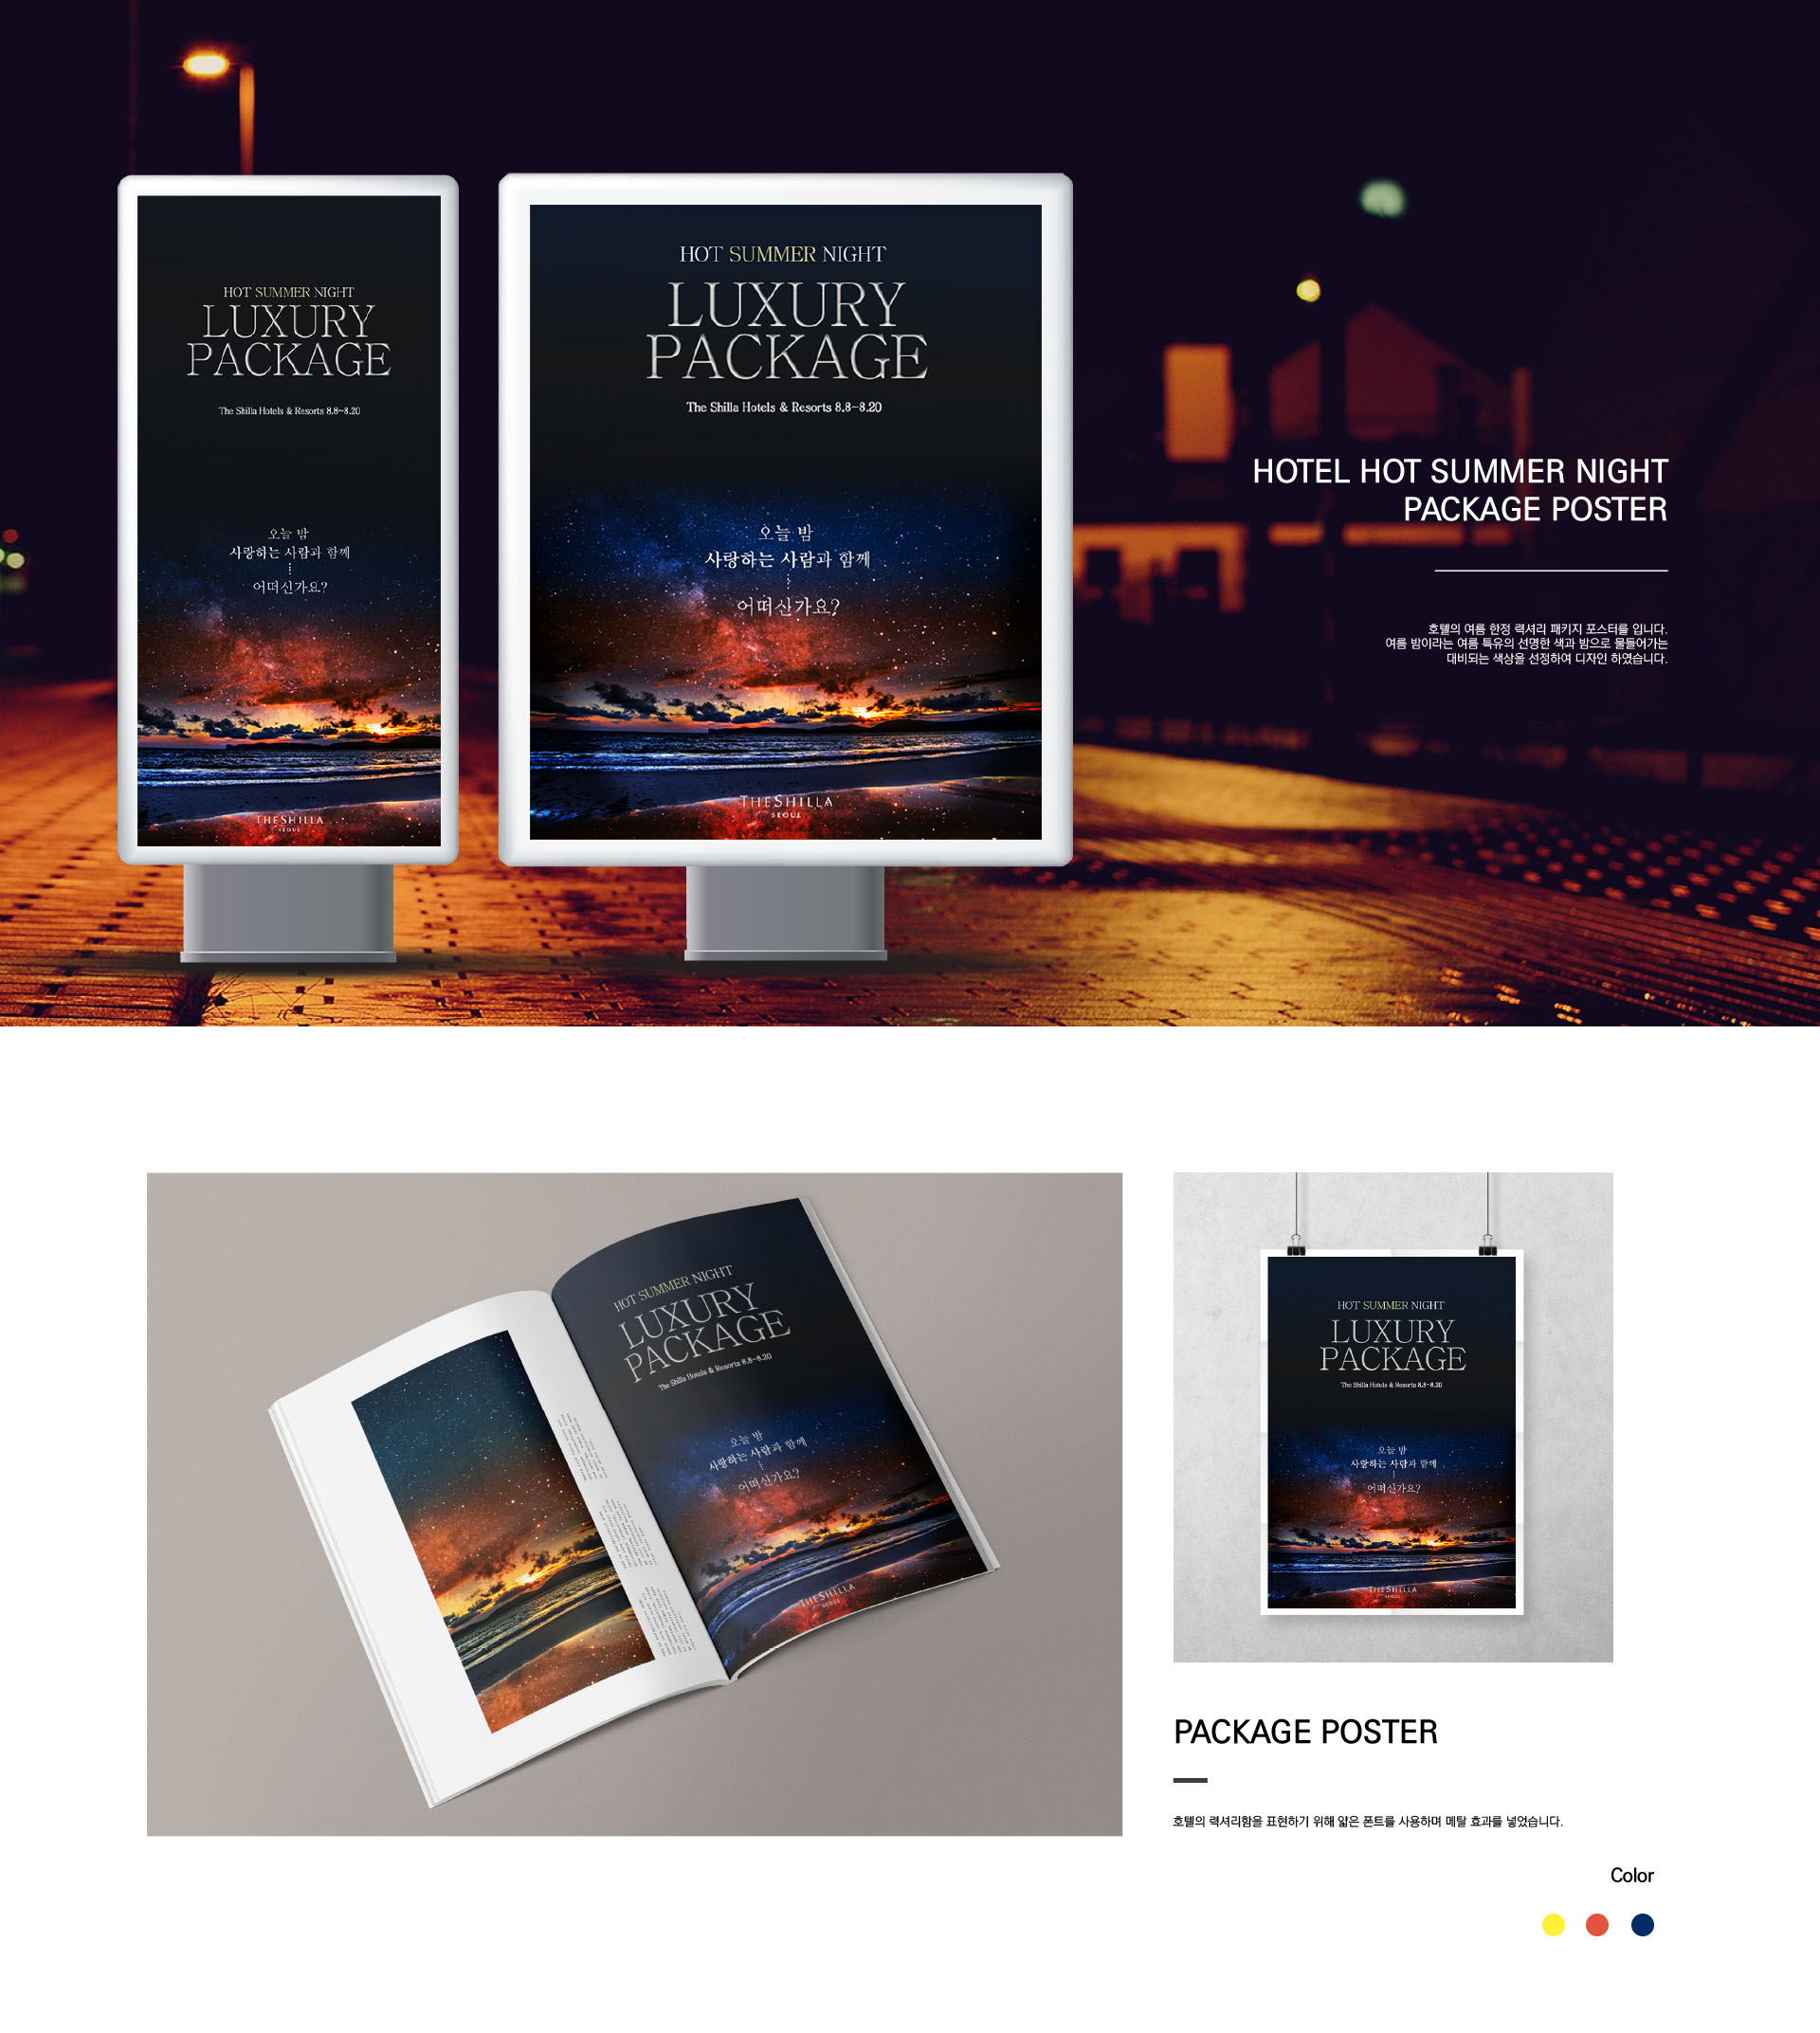 HOT SUMMER NIGHT
LUXURY
PACKAGE
The Shilla Hotels & Resorts 8.8~8.20
오늘 밤
사랑하는 사람과 함께
어떠신가요?
THE SHILLA
SEOUL
HOT SUMMER NIGHT
LUXURY
PACKAGE
The Shilla Hotels & Resorts 8.8~8.20
오늘 밤
사랑하는 사람과 함께
어떠신가요?
THE SHILLA
SEOUL
HOTEL HOT SUMMER NIGHT
PACKAGE POSTER
호텔의 여름 한정 력셔리 패키지 포스터를 입니다.
여름 밤이라는 여름 특유의 선명한 색과 밤으로 물들어가는
대비되는 색상을 선정하여 디자인 하였습니다.
HOT SUMMER NIGHT
LUXURY
PACKAGE
The Shilla Hotels & Resorts 8.8~8.20
오늘 밤
사랑하는 사람과 함께
어떠신가요?
THE SHILLA
SEOUL
HOT SUMMER NIGHT
LUXURY
PACKAGE
The Shilla Hotels & Resorts 8.8~8.20
오늘 밤
사랑하는 사람과 함께
어떠신가요?
THE SHILLA
SEOUL
PACKAGE POSTER
호텔의 력셔리함을 표현하기 위해 얇은 폰트를 사용하며 메탈 효과를 넣었습니다.
Color